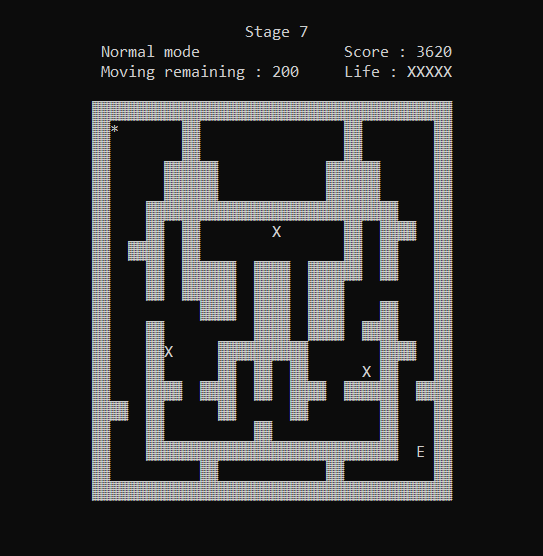 Stage 7
Normal mode Score : 3620
Moving remaining : 200 Life : XXXXX
*
X
X
X
E